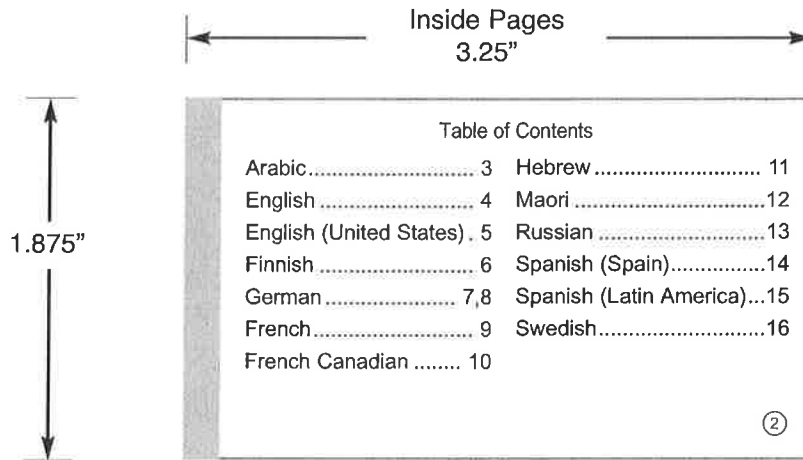 Inside Pages
3.25"
1.875"
Table of Contents
Arabic........................ 3
English ...................... 4
English (United States) . 5
Finnish ....................... 6
German ..................... 7,8
French........................ 9
French Canadian ........ 10
Hebrew ........................... 11
Maori ..............................12
Russian ..........................13
Spanish (Spain)...............14
Spanish (Latin America)...15
Swedish...........................16
2